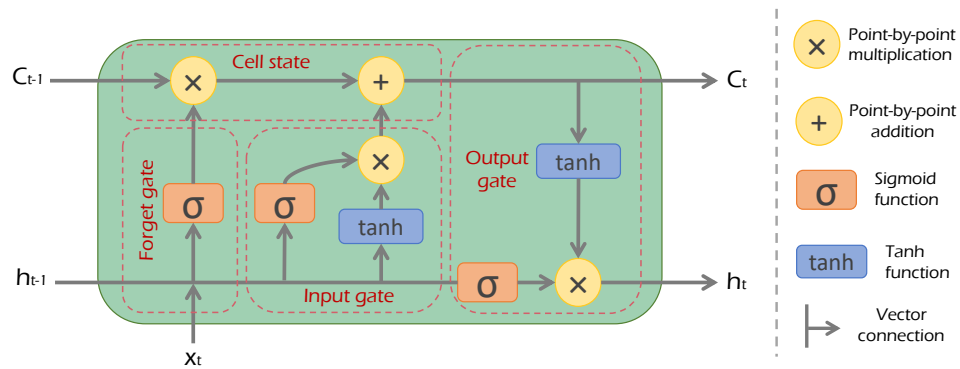 Cₜ₋₁
Cell state
×
+
Cₜ
Forget gate
σ
σ
×
tanh
Input gate
Output
gate
tanh
hₜ₋₁
σ
×
hₜ
xₜ
×
Point-by-point
multiplication
+
Point-by-point
addition
σ
Sigmoid
function
tanh
Tanh
function
Vector
connection